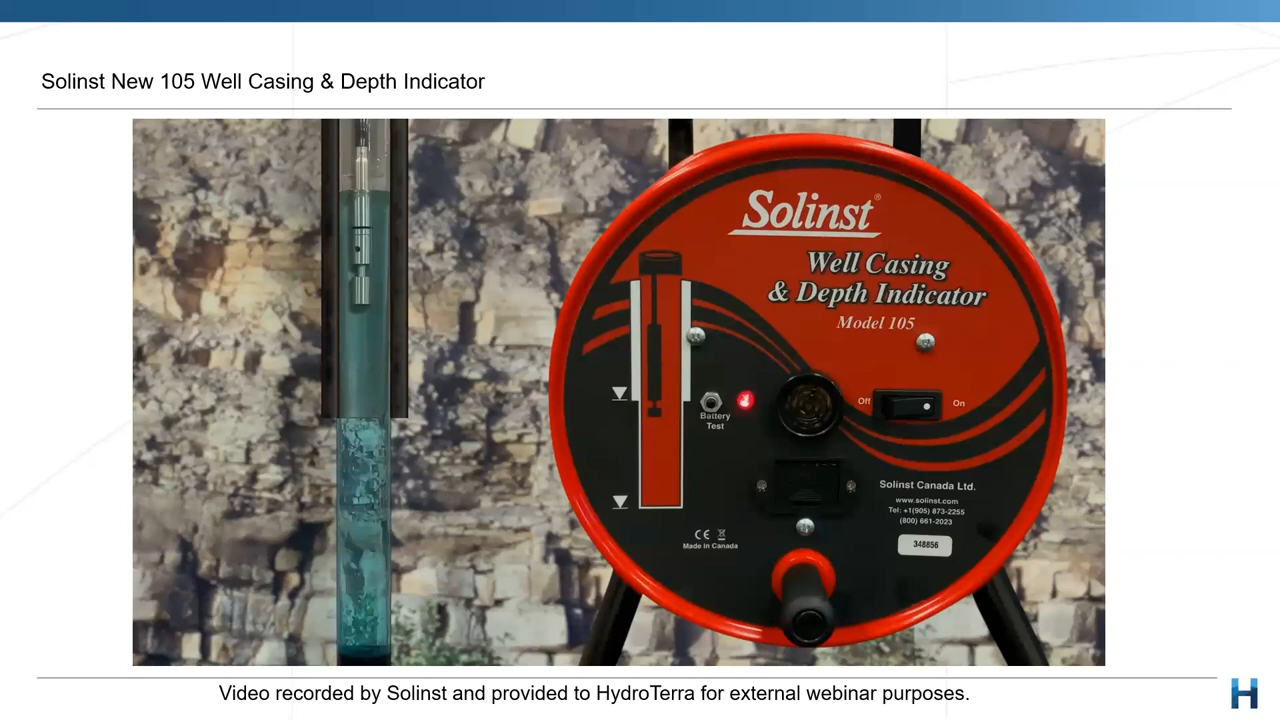 Solinst New 105 Well Casing & Depth Indicator
Solinst®
Well Casing
& Depth Indicator
Model 105
Off
On
Battery
Test
Solinst Canada Ltd.
www.solinst.com
Tel: +1(905) 873-2255
(800) 661-2023
CE
Made in Canada
348856
Video recorded by Solinst and provided to HydroTerra for external webinar purposes.
H